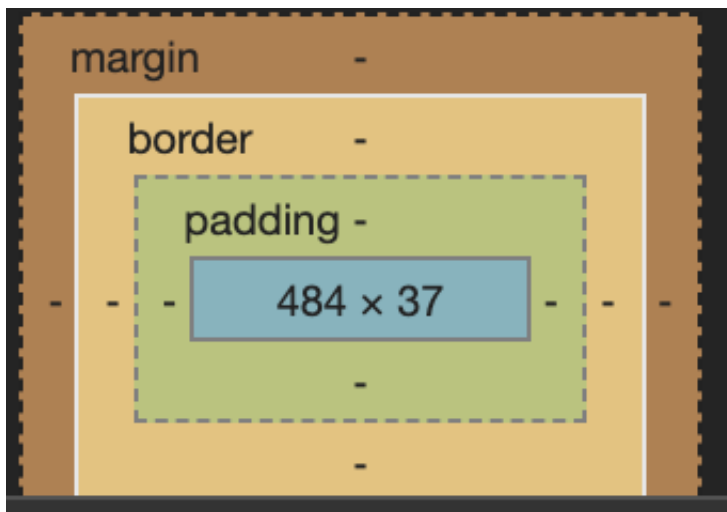 margin -
border -
padding -
- - - 484 × 37 - - -
-
-